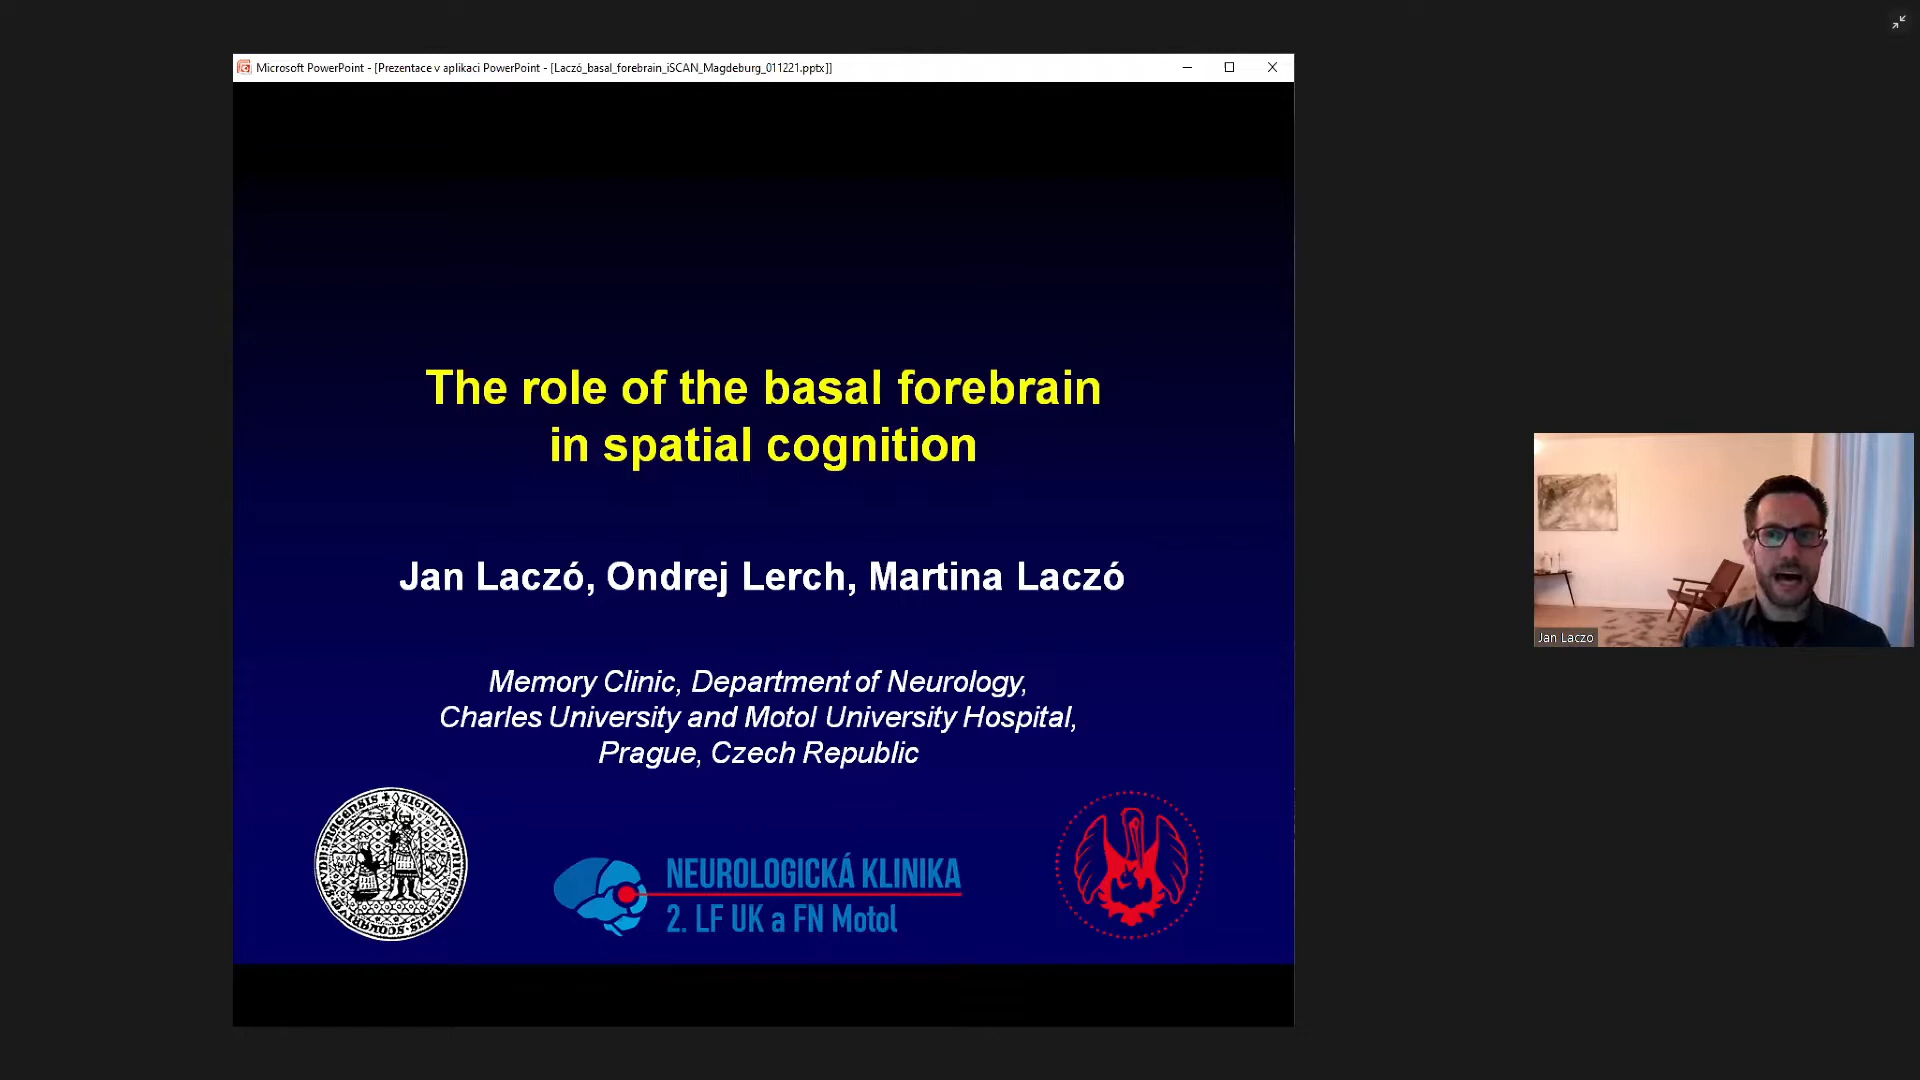 Microsoft PowerPoint - [Prezentace v aplikaci PowerPoint - [Laczó_basal_forebrain_iSCAN_Magdeburg_011221.pptx]]
The role of the basal forebrain
in spatial cognition
Jan Laczó, Ondrej Lerch, Martina Laczó
Memory Clinic, Department of Neurology,
Charles University and Motol University Hospital,
Prague, Czech Republic
NEUROLOGICKÁ KLINIKA
2. LF UK a FN Motol
Jan Laczo